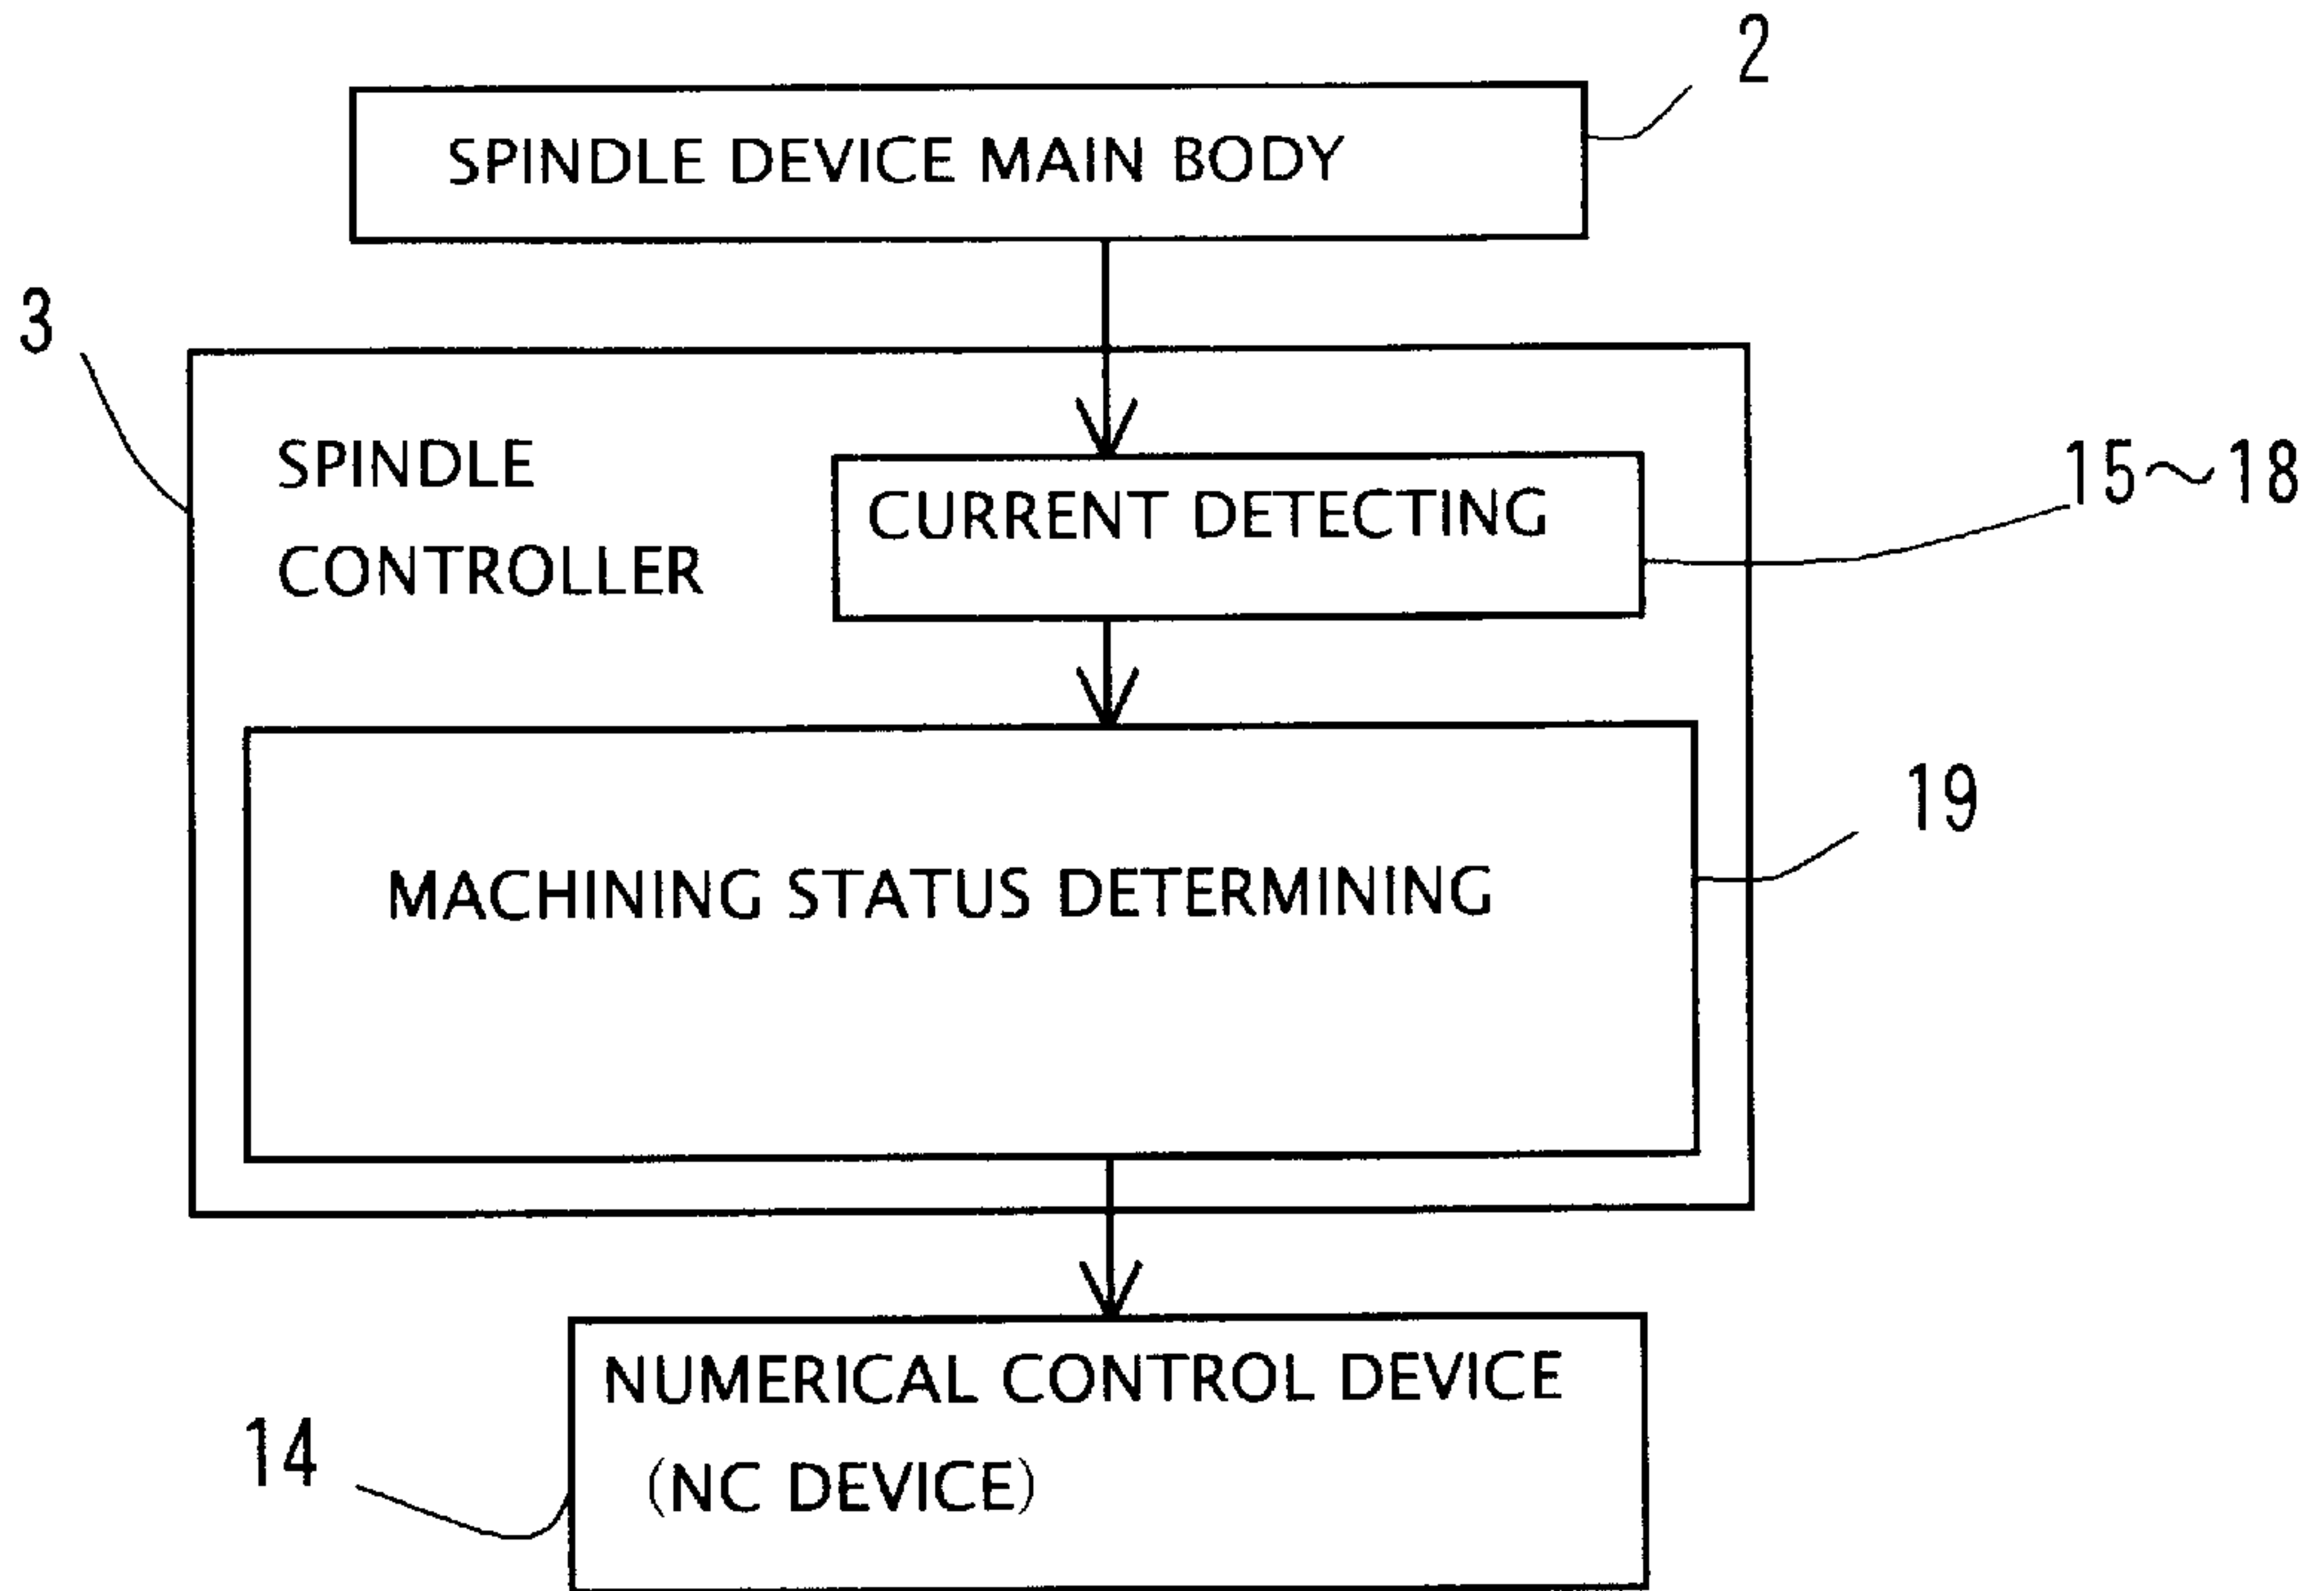 2
SPINDLE DEVICE MAIN BODY
3
SPINDLE
CONTROLLER
CURRENT DETECTING
15~18
MACHINING STATUS DETERMINING
19
NUMERICAL CONTROL DEVICE
(NC DEVICE)
14